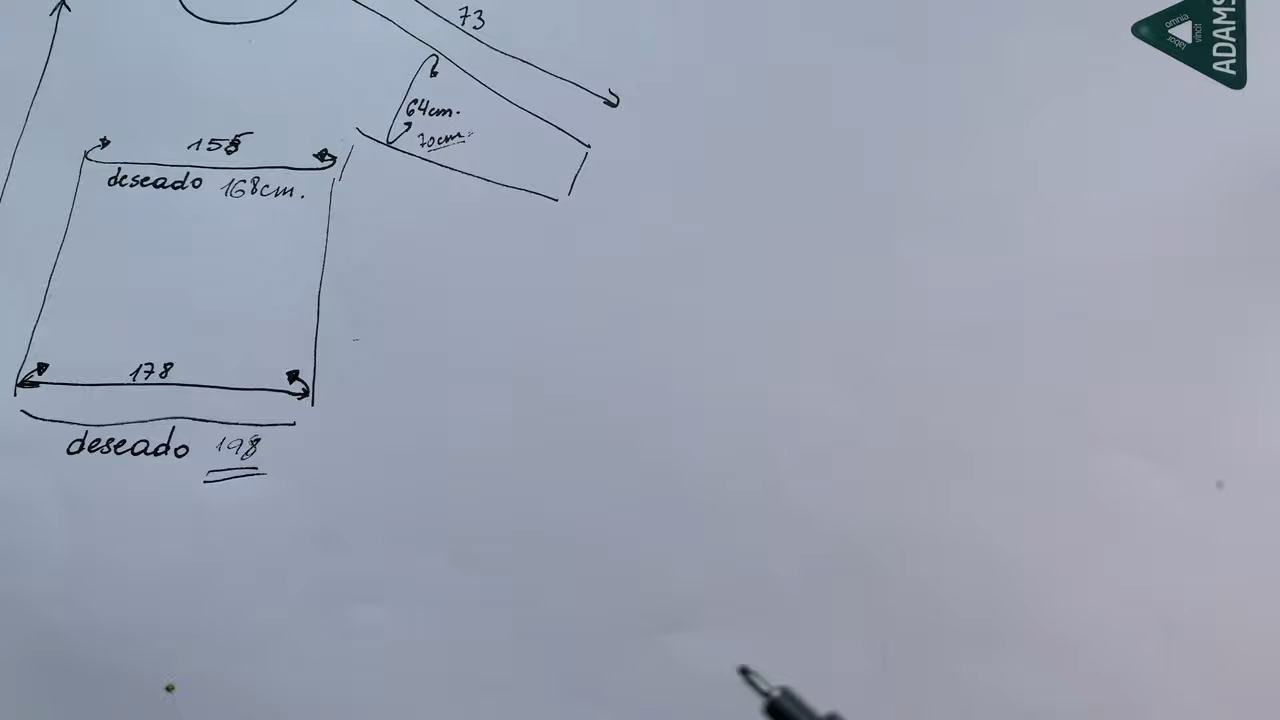 73
64cm.
70cm.
155
deseado 168cm.
178
deseado 198
omnia
vincit
labor
ADAMS